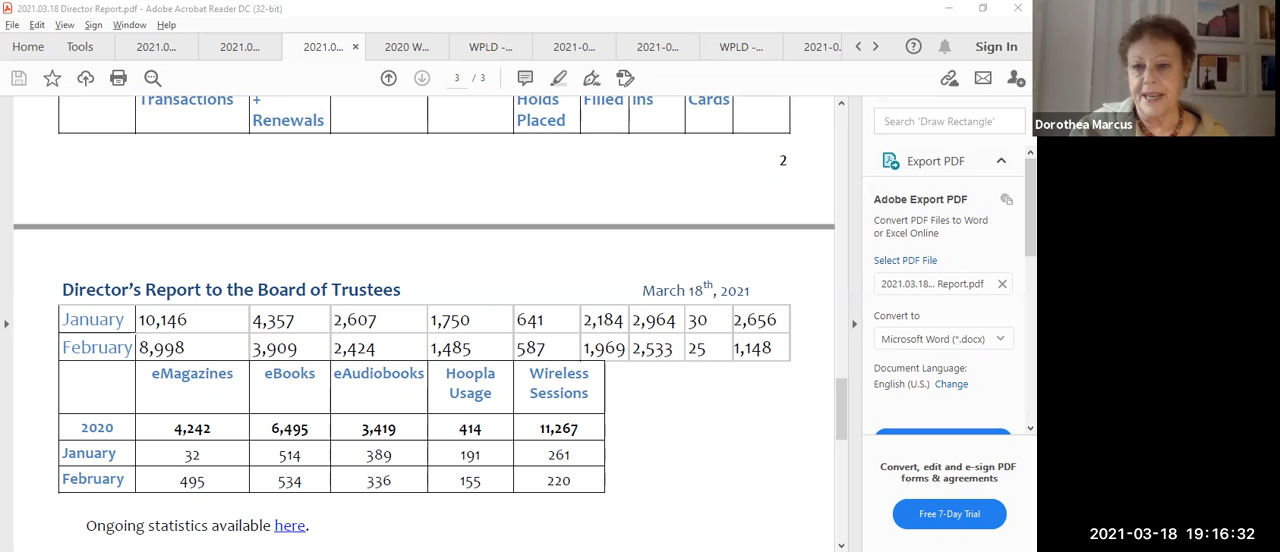 2021.03.18 Director Report.pdf - Adobe Acrobat Reader DC (32-bit)
File Edit View Sign Window Help
Home Tools 2021.0... 2021.0... 2021.0... × 2020 W... WPLD -... 2021-0... 2021-0... WPLD -... 2021-0. Sign In
3 / 3
Transactions + Renewals Holds Placed Filled Ins Cards
2
Director's Report to the Board of Trustees March 18th, 2021
January 10,146 4,357 2,607 1,750 641 2,184 2,964 30 2,656
February 8,998 3,909 2,424 1,485 587 1,969 2,533 25 1,148
eMagazines eBooks eAudiobooks Hoopla Usage Wireless Sessions
2020 4,242 6,495 3,419 414 11,267
January 32 514 389 191 261
February 495 534 336 155 220
Ongoing statistics available here.
Search 'Draw Rectangle'
Export PDF
Adobe Export PDF
Convert PDF Files to Word
or Excel Online
Select PDF File
2021.03.18... Report.pdf
Convert to
Microsoft Word (*.docx)
Document Language:
English (U.S.) Change
Convert, edit and e-sign PDF
forms & agreements
Free 7-Day Trial
Dorothea Marcus
2021-03-18 19:16:32